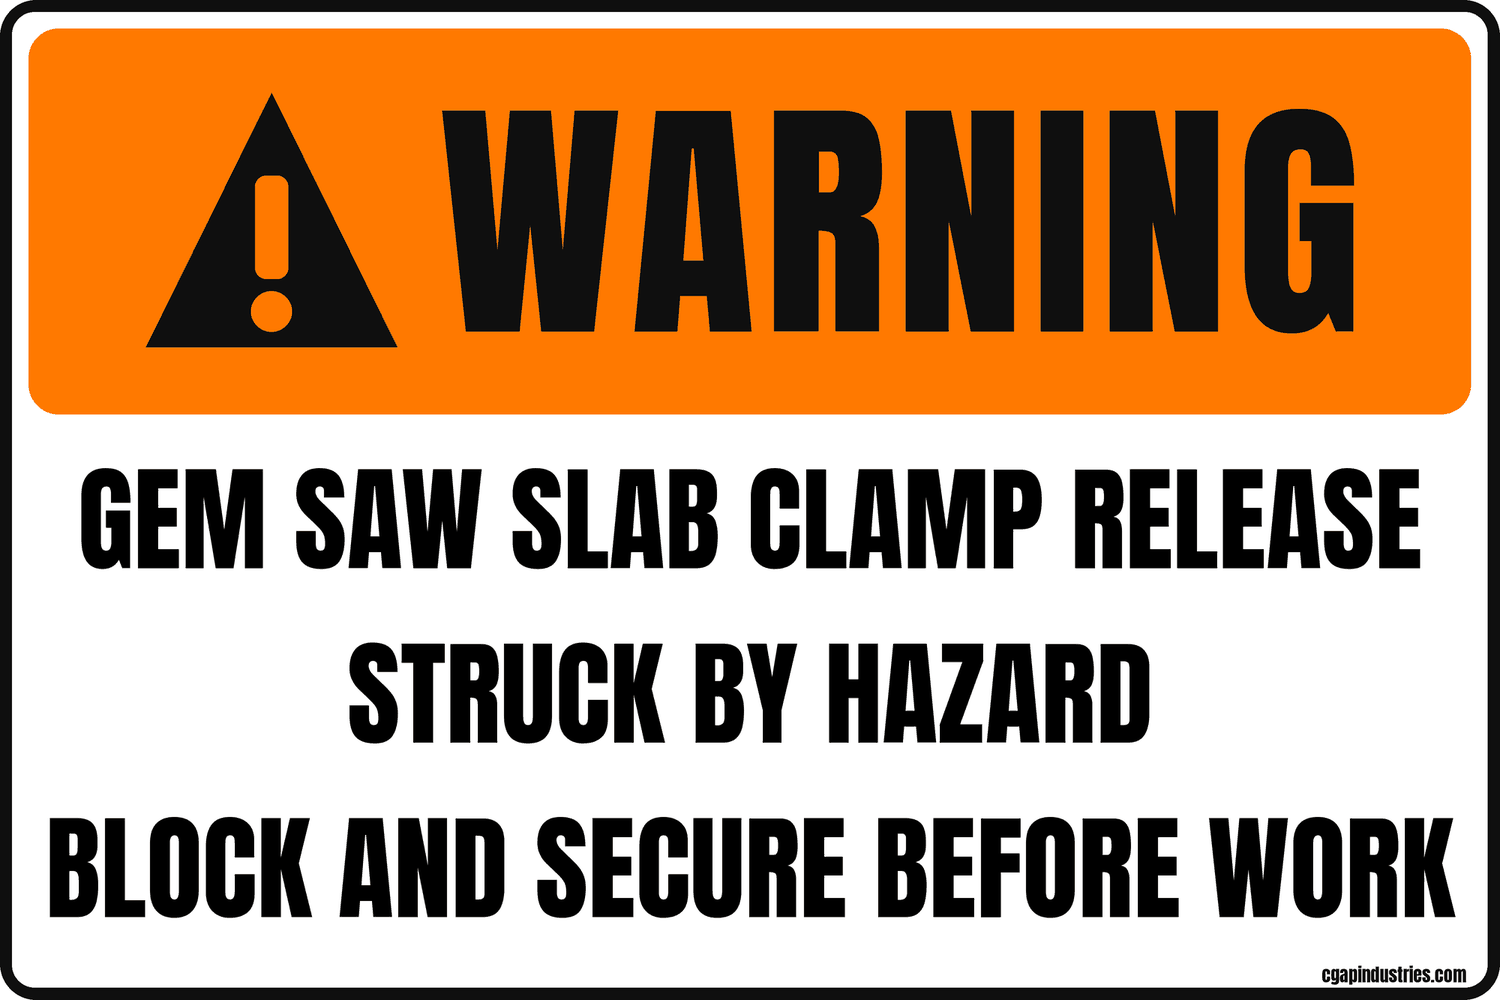 WARNING
GEM SAW SLAB CLAMP RELEASE
STRUCK BY HAZARD
BLOCK AND SECURE BEFORE WORK
cgapindustries.com